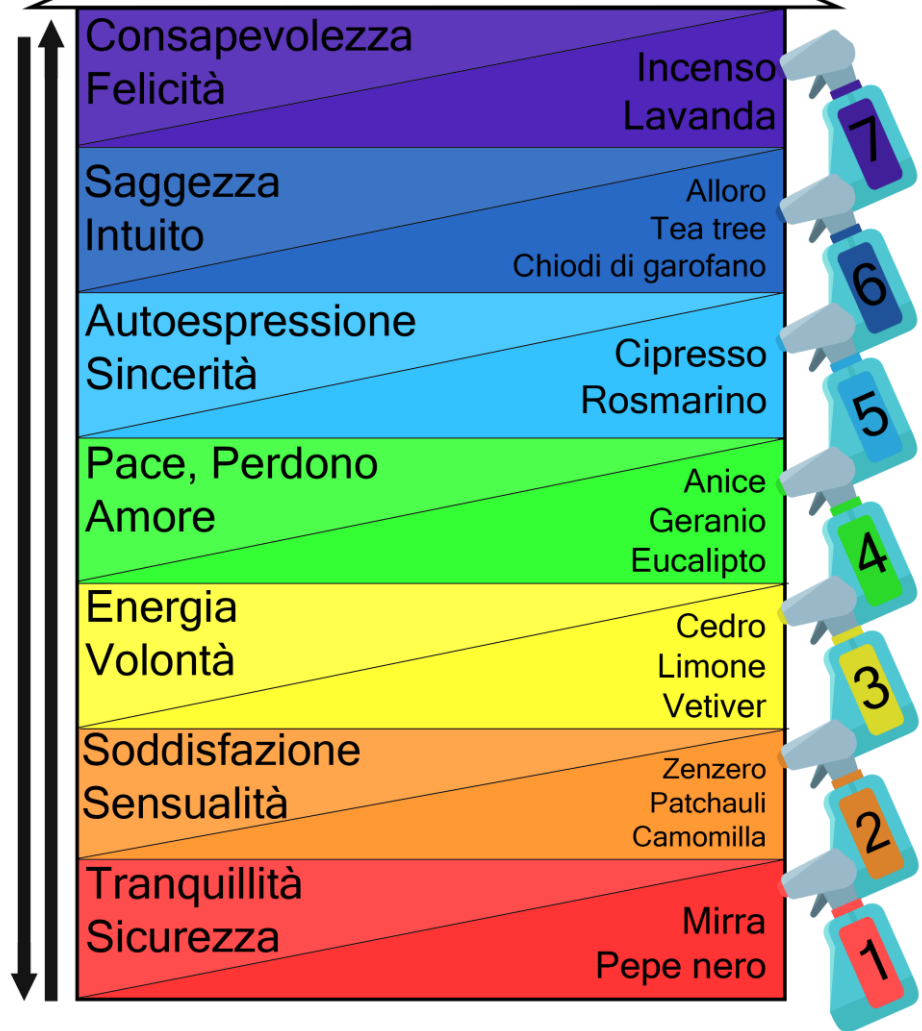 Consapevolezza
Felicità
Incenso
Lavanda
7
Saggezza
Intuito
Alloro
Tea tree
Chiodi di garofano
6
Autoespressione
Sincerità
Cipresso
Rosmarino
5
Pace, Perdono
Amore
Anice
Geranio
Eucalipto
4
Energia
Volontà
Cedro
Limone
Vetiver
3
Soddisfazione
Sensualità
Zenzero
Patchauli
Camomilla
2
Tranquillità
Sicurezza
Mirra
Pepe nero
1